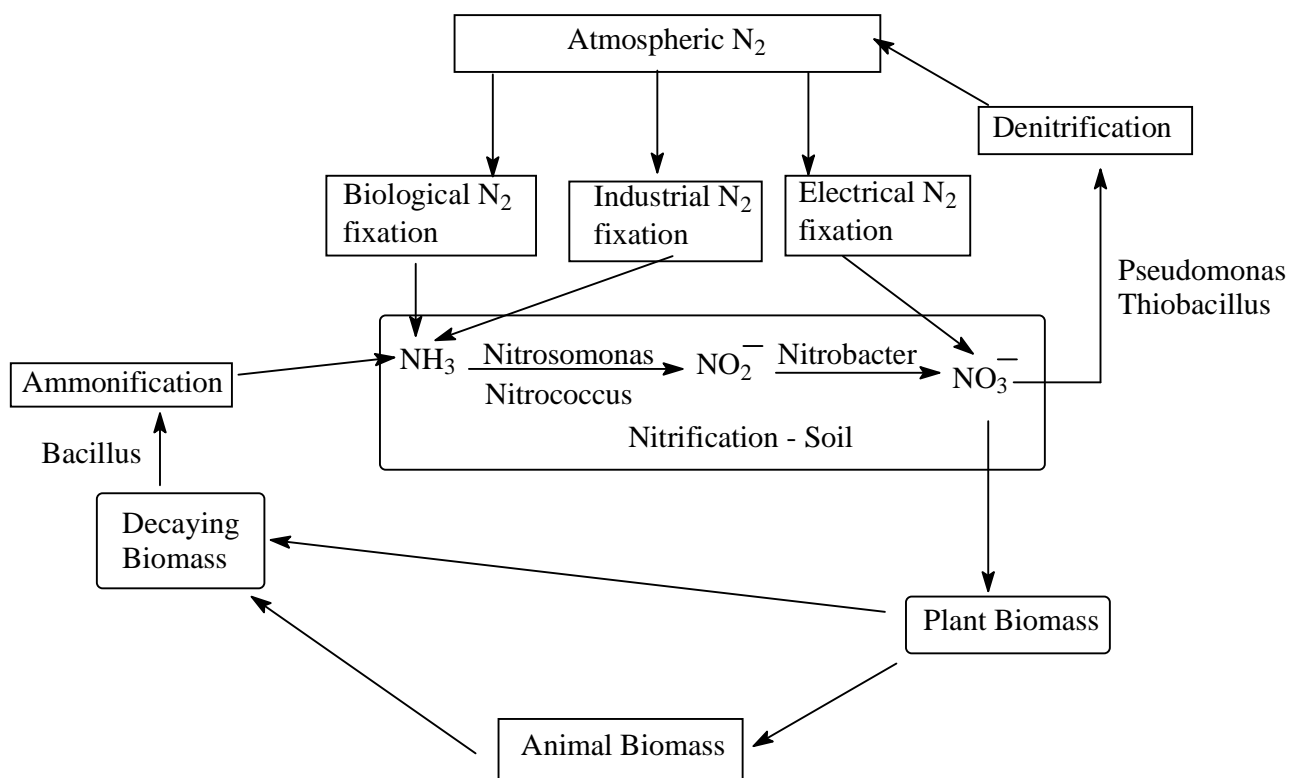 Atmospheric N₂
Denitrification
Biological N₂
fixation
Industrial N₂
fixation
Electrical N₂
fixation
Pseudomonas
Thiobacillus
NH₃
Nitrosomonas
Nitrococcus
NO₂⁻
Nitrobacter
NO₃⁻
Nitrification - Soil
Ammonification
Bacillus
Decaying
Biomass
Plant Biomass
Animal Biomass